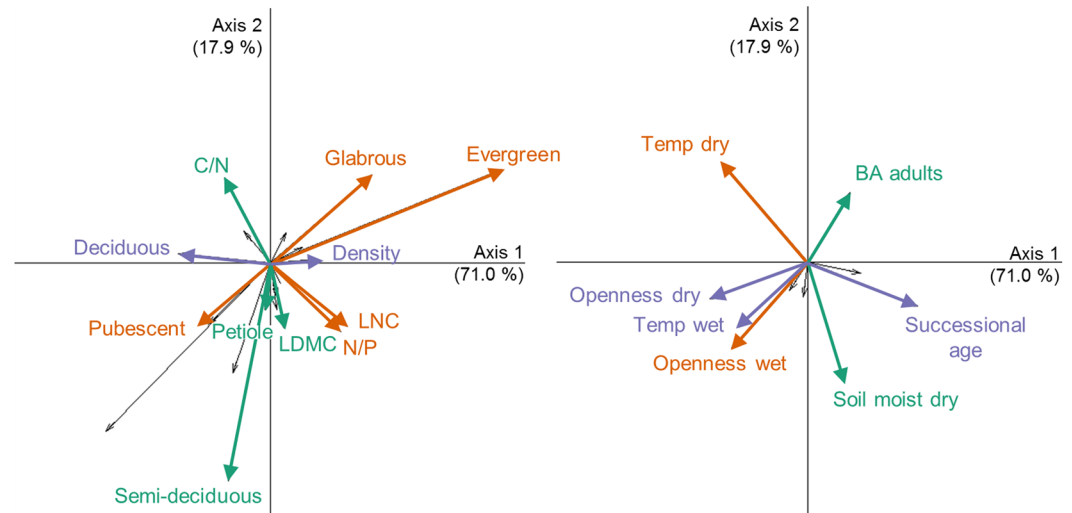 Axis 2
(17.9 %)
C/N
Glabrous
Evergreen
Deciduous
Density
Axis 1
(71.0 %)
Pubescent
Petiole
LDMC
LNC
N/P
Semi-deciduous
Axis 2
(17.9 %)
Temp dry
BA adults
Axis 1
(71.0 %)
Openness dry
Temp wet
Openness wet
Successional
age
Soil moist dry